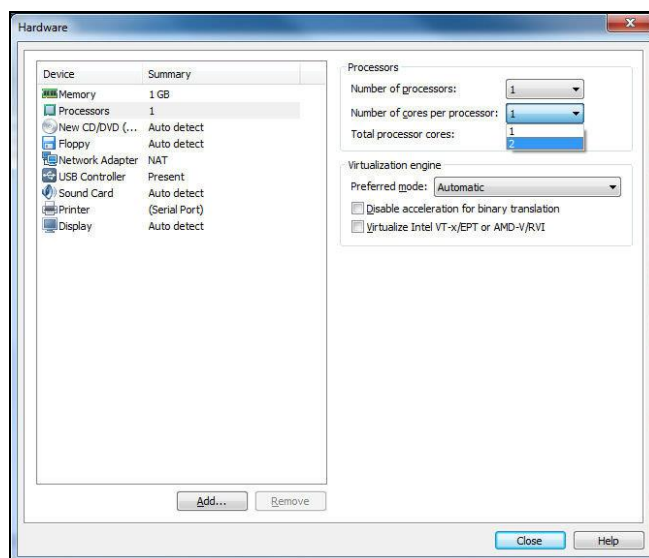 Hardware
Device Summary
Memory 1 GB
Processors 1
New CD/DVD (... Auto detect
Floppy Auto detect
Network Adapter NAT
USB Controller Present
Sound Card Auto detect
Printer (Serial Port)
Display Auto detect
Add... Remove
Processors
Number of processors: 1
Number of cores per processor: 1
1
Total processor cores:
2
Virtualization engine
Preferred mode: Automatic
Disable acceleration for binary translation
Virtualize Intel VT-x/EPT or AMD-V/RVI
Close Help